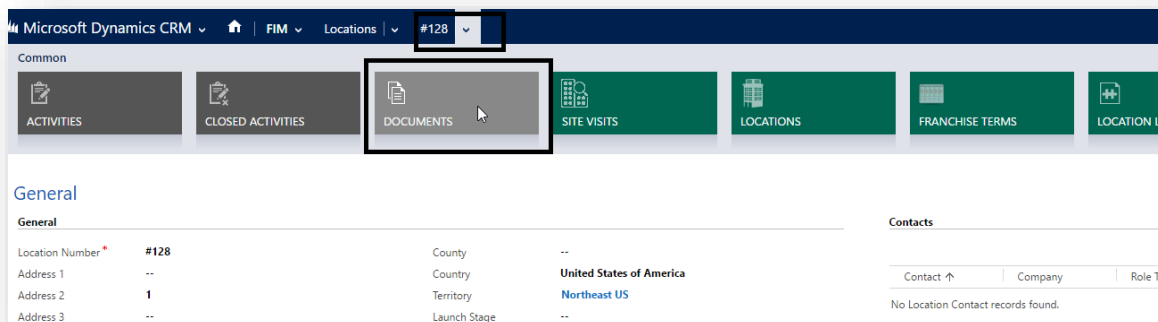 Microsoft Dynamics CRM FIM Locations #128
Common
ACTIVITIES CLOSED ACTIVITIES DOCUMENTS SITE VISITS LOCATIONS FRANCHISE TERMS LOCATION L
General
General Contacts
Location Number* #128 County --
Address 1 -- Country United States of America Contact ↑ Company Role T
Address 2 1 Territory Northeast US
No Location Contact records found.
Address 3 -- Launch Stage --